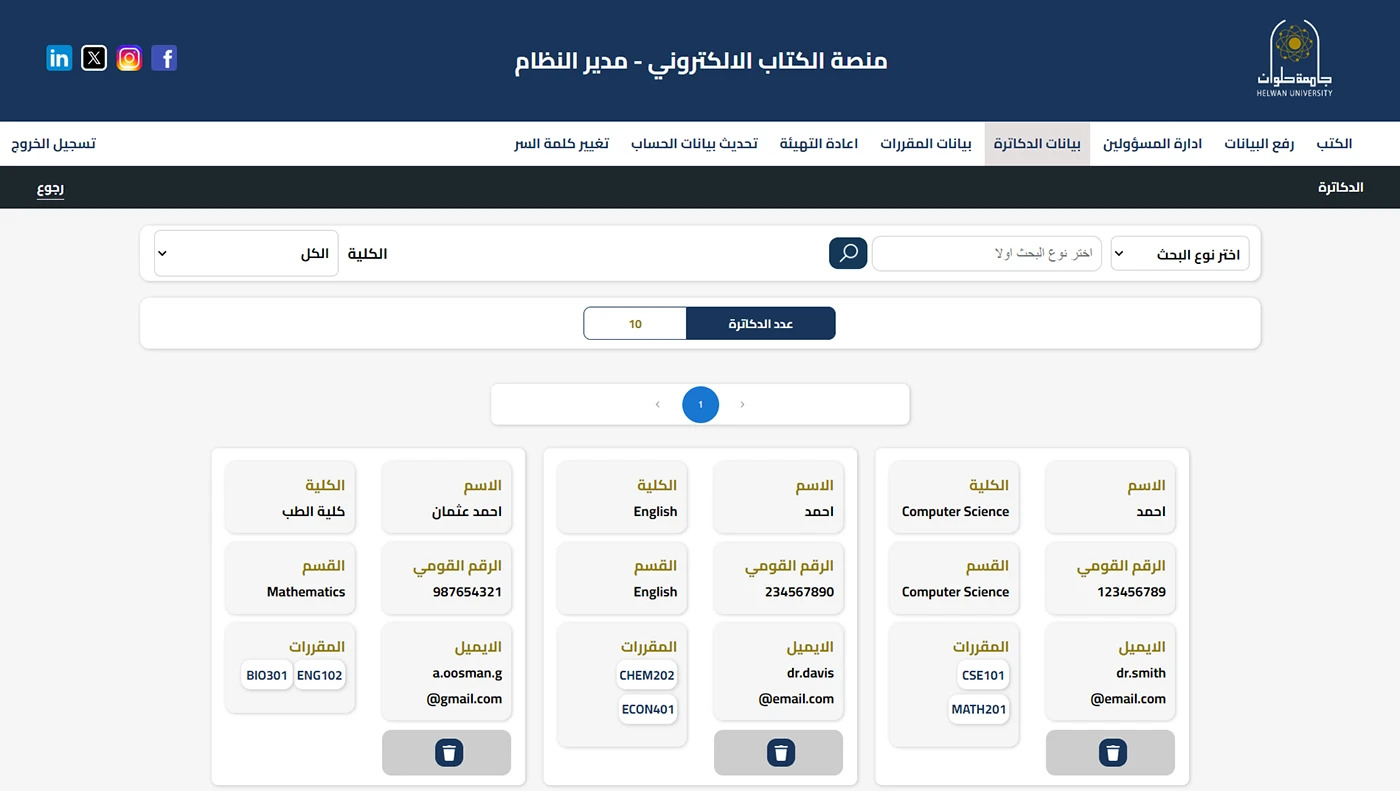 جامعة حلوان
HELWAN UNIVERSITY
منصة الكتاب الالكتروني - مدير النظام
in X f
الكتب رفع البيانات ادارة المسؤولين بيانات الدكاترة بيانات المقررات اعادة التهيئة تحديث بيانات الحساب تغيير كلمة السر تسجيل الخروج
الدكاترة رجوع
اختر نوع البحث اختر نوع البحث اولا الكلية الكل
عدد الدكاترة 10
‹ 1 ›
الاسم
احمد
الكلية
Computer Science
الرقم القومي
123456789
القسم
Computer Science
الايميل
dr.smith
@email.com
المقررات
CSE101
MATH201
الاسم
احمد
الكلية
English
الرقم القومي
234567890
القسم
English
الايميل
dr.davis
@email.com
المقررات
CHEM202
ECON401
الاسم
احمد عثمان
الكلية
كلية الطب
الرقم القومي
987654321
القسم
Mathematics
الايميل
a.oosman.g
@gmail.com
المقررات
BIO301 ENG102